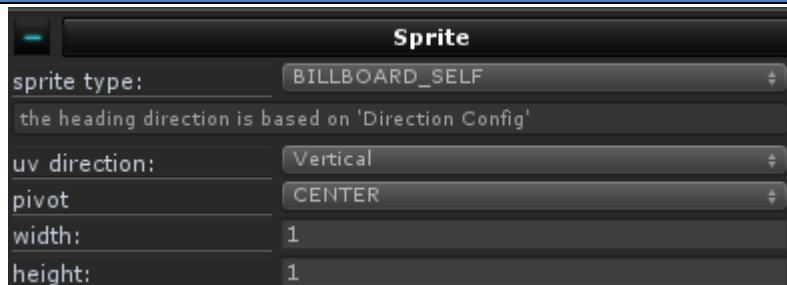 Sprite
sprite type: BILLBOARD_SELF
the heading direction is based on 'Direction Config'
uv direction: Vertical
pivot CENTER
width: 1
height: 1